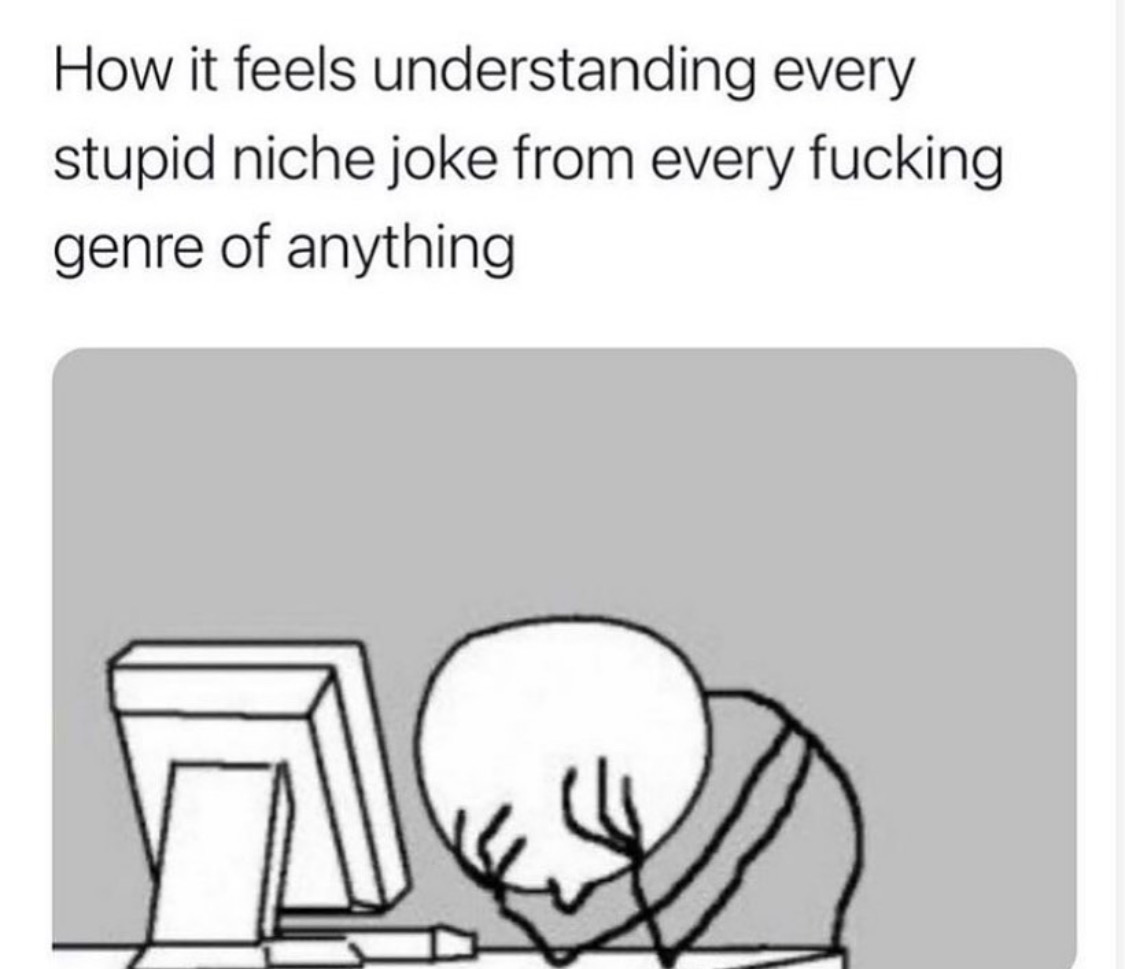 How it feels understanding every
stupid niche joke from every fucking
genre of anything